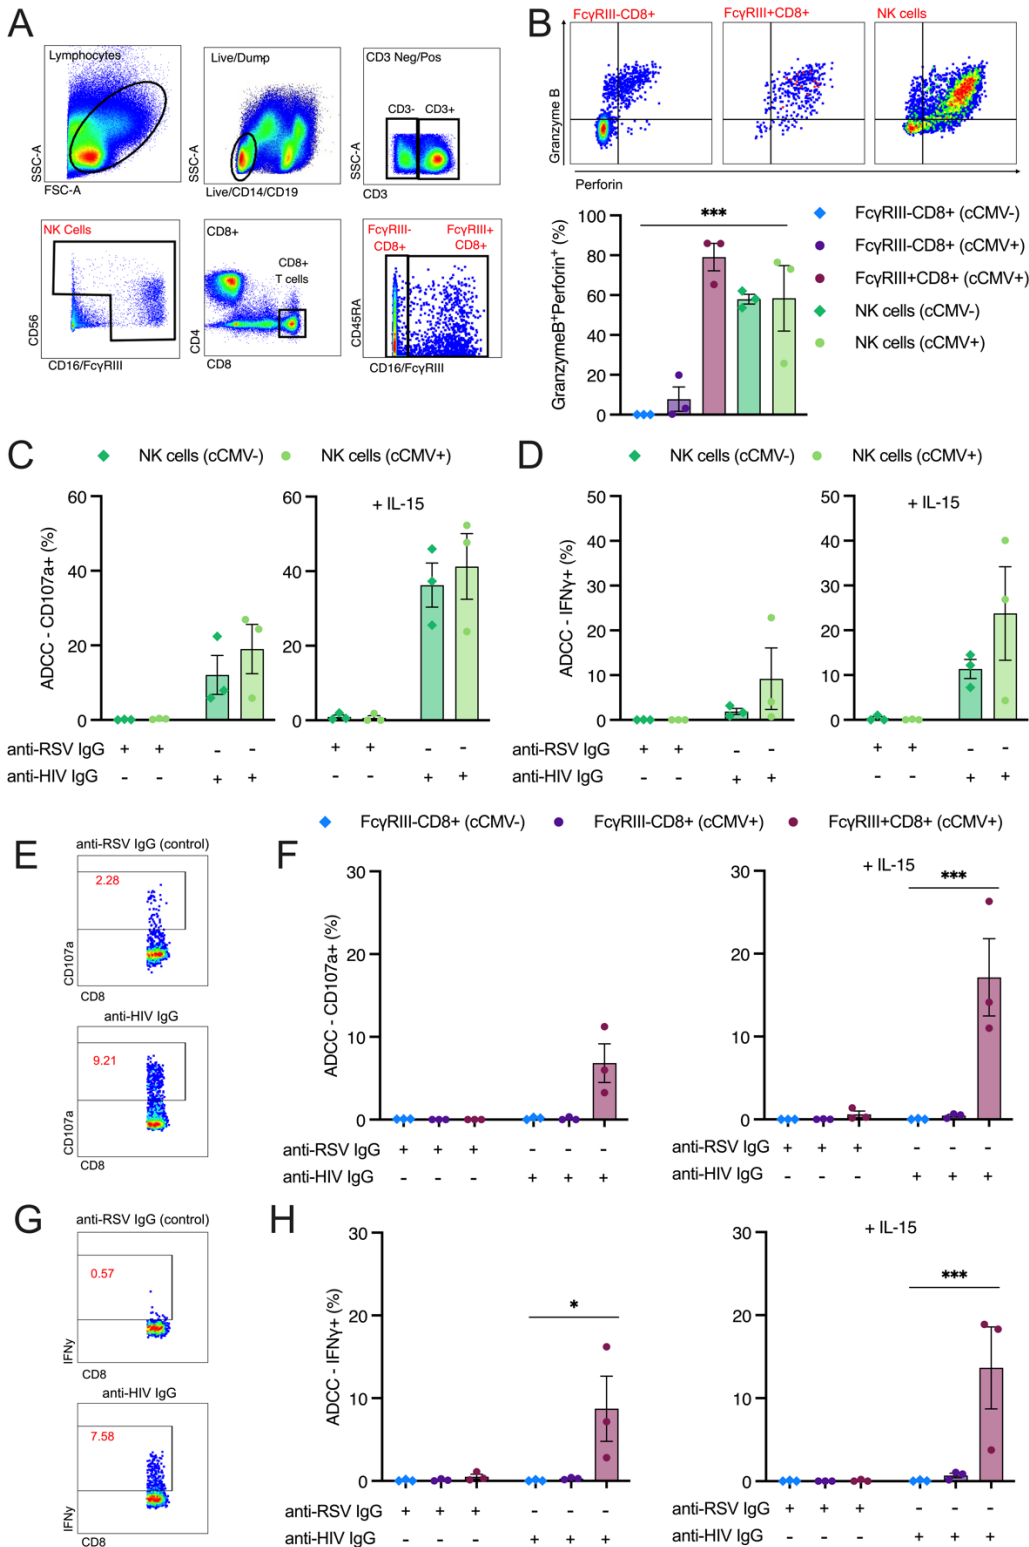 A
Lymphocytes
SSC-A
FSC-A
Live/Dump
SSC-A
Live/CD14/CD19
CD3 Neg/Pos
CD3- CD3+
SSC-A
CD3
NK Cells
CD56
CD16/FcγRIII
CD8+
CD8+
T cells
CD4
CD8
FcγRIII-
CD8+
FcγRIII+
CD8+
CD45RA
CD16/FcγRIII
B
FcγRIII-CD8+
FcγRIII+CD8+
NK cells
Granzyme B
Perforin
GranzymeB+Perforin+ (%)
100
80
60
40
20
0
***
FcγRIII-CD8+ (cCMV-)
FcγRIII-CD8+ (cCMV+)
FcγRIII+CD8+ (cCMV+)
NK cells (cCMV-)
NK cells (cCMV+)
C
NK cells (cCMV-)
NK cells (cCMV+)
ADCC - CD107a+ (%)
60
40
20
0
+ IL-15
60
40
20
0
anti-RSV IgG + + - - + + - -
anti-HIV IgG - - + + - - + +
D
NK cells (cCMV-)
NK cells (cCMV+)
ADCC - IFNγ+ (%)
50
40
30
20
10
0
+ IL-15
50
40
30
20
10
0
+ + - - + + - -
- - + + - - + +
FcγRIII-CD8+ (cCMV-)
FcγRIII-CD8+ (cCMV+)
FcγRIII+CD8+ (cCMV+)
E
anti-RSV IgG (control)
2.28
CD107a
CD8
anti-HIV IgG
9.21
CD107a
CD8
F
ADCC - CD107a+ (%)
30
20
10
0
anti-RSV IgG + + + - - -
anti-HIV IgG - - - + + +
+ IL-15
***
30
20
10
0
anti-RSV IgG + + + - - -
anti-HIV IgG - - - + + +
G
anti-RSV IgG (control)
0.57
IFNγ
CD8
anti-HIV IgG
7.58
IFNγ
CD8
H
ADCC - IFNγ+ (%)
30
20
10
0
*
anti-RSV IgG + + + - - -
anti-HIV IgG - - - + + +
+ IL-15
***
30
20
10
0
anti-RSV IgG + + + - - -
anti-HIV IgG - - - + + +